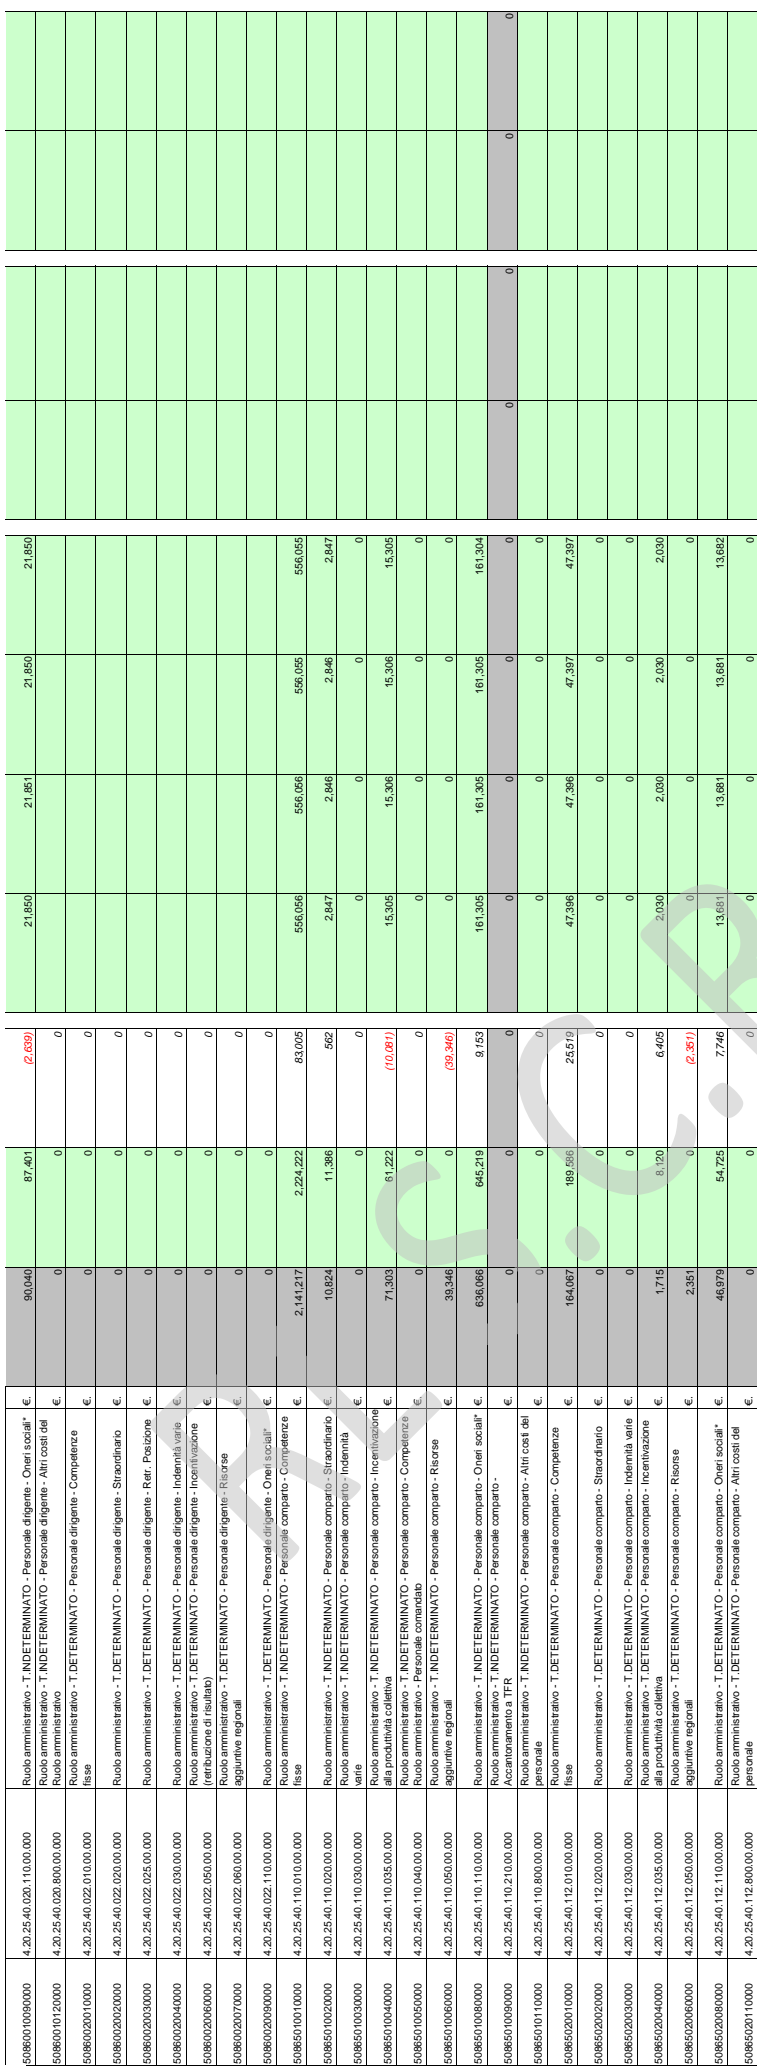 50860010090000 4.20.25.40.020.110.00.000 Ruolo amministrativo - T.INDETERMINATO - Personale dirigente - Oneri sociali* €. 90,040 87,401 (2,639) 21,850 21,851 21,850 21,850
50860010120000 4.20.25.40.020.800.00.000 Ruolo amministrativo - T.INDETERMINATO - Personale dirigente - Altri costi del
Ruolo amministrativo €. 0 0 0
50860020010000 4.20.25.40.022.010.00.000 Ruolo amministrativo - T.DETERMINATO - Personale dirigente - Competenze
fisse €. 0 0 0
50860020020000 4.20.25.40.022.020.00.000 Ruolo amministrativo - T.DETERMINATO - Personale dirigente - Straordinario €. 0 0 0
50860020030000 4.20.25.40.022.025.00.000 Ruolo amministrativo - T.DETERMINATO - Personale dirigente - Retr. Posizione €. 0 0 0
50860020040000 4.20.25.40.022.030.00.000 Ruolo amministrativo - T.DETERMINATO - Personale dirigente - Indennità varie €. 0 0 0
50860020060000 4.20.25.40.022.050.00.000 Ruolo amministrativo - T.DETERMINATO - Personale dirigente - Incentivazione
(retribuzione di risultato) €. 0 0 0
50860020070000 4.20.25.40.022.060.00.000 Ruolo amministrativo - T.DETERMINATO - Personale dirigente - Risorse
aggiuntive regionali €. 0 0 0
50860020090000 4.20.25.40.022.110.00.000 Ruolo amministrativo - T.DETERMINATO - Personale dirigente - Oneri sociali* €. 0 0 0
50865010010000 4.20.25.40.110.010.00.000 Ruolo amministrativo - T.INDETERMINATO - Personale comparto - Competenze
fisse €. 2,141,217 2,224,222 83,005 556,056 556,056 556,055 556,055
50865010020000 4.20.25.40.110.020.00.000 Ruolo amministrativo - T.INDETERMINATO - Personale comparto - Straordinario €. 10,824 11,386 562 2,847 2,846 2,846 2,847
50865010030000 4.20.25.40.110.030.00.000 Ruolo amministrativo - T.INDETERMINATO - Personale comparto - Indennità
varie €. 0 0 0 0 0 0 0
50865010040000 4.20.25.40.110.035.00.000 Ruolo amministrativo - T.INDETERMINATO - Personale comparto - Incentivazione
alla produttività collettiva €. 71,303 61,222 (10,081) 15,305 15,306 15,306 15,305
50865010050000 4.20.25.40.110.040.00.000 Ruolo amministrativo - T.INDETERMINATO - Personale comparto - Competenze
Ruolo amministrativo - Personale comandato €. 0 0 0 0 0 0 0
50865010060000 4.20.25.40.110.050.00.000 Ruolo amministrativo - T.INDETERMINATO - Personale comparto - Risorse
aggiuntive regionali €. 39,346 0 (39,346) 0 0 0 0
50865010080000 4.20.25.40.110.110.00.000 Ruolo amministrativo - T.INDETERMINATO - Personale comparto - Oneri sociali* €. 636,066 645,219 9,153 161,305 161,305 161,305 161,304
50865010090000 4.20.25.40.110.210.00.000 Ruolo amministrativo - T.INDETERMINATO - Personale comparto -
Accantonamento a TFR €. 0 0 0 0 0 0 0 0 0 0 0
50865010110000 4.20.25.40.110.800.00.000 Ruolo amministrativo - T.INDETERMINATO - Personale comparto - Altri costi del
personale €. 0 0 0 0 0 0 0
50865020010000 4.20.25.40.112.010.00.000 Ruolo amministrativo - T.DETERMINATO - Personale comparto - Competenze
fisse €. 164,067 189,586 25,519 47,396 47,396 47,397 47,397
50865020020000 4.20.25.40.112.020.00.000 Ruolo amministrativo - T.DETERMINATO - Personale comparto - Straordinario €. 0 0 0 0 0 0 0
50865020030000 4.20.25.40.112.030.00.000 Ruolo amministrativo - T.DETERMINATO - Personale comparto - Indennità varie €. 0 0 0 0 0 0 0
50865020040000 4.20.25.40.112.035.00.000 Ruolo amministrativo - T.DETERMINATO - Personale comparto - Incentivazione
alla produttività collettiva €. 1,715 8,120 6,405 2,030 2,030 2,030 2,030
50865020060000 4.20.25.40.112.050.00.000 Ruolo amministrativo - T.DETERMINATO - Personale comparto - Risorse
aggiuntive regionali €. 2,351 0 (2,351) 0 0 0 0
50865020080000 4.20.25.40.112.110.00.000 Ruolo amministrativo - T.DETERMINATO - Personale comparto - Oneri sociali* €. 46,979 54,725 7,746 13,681 13,681 13,681 13,682
50865020110000 4.20.25.40.112.800.00.000 Ruolo amministrativo - T.DETERMINATO - Personale comparto - Altri costi del
personale €. 0 0 0 0 0 0 0